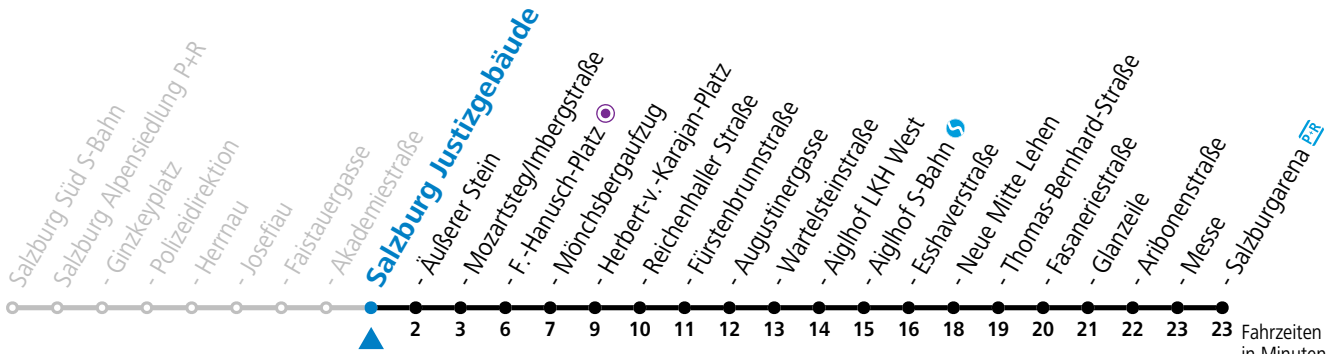 Salzburg Süd S-Bahn
Salzburg Alpensiedlung P+R
- Ginzkeyplatz
- Polizeidirektion
- Herrnau
- Josefiau
- Faistauergasse
- Akademiestraße
Salzburg Justizgebäude
- Äußerer Stein
- Mozartsteg/Imbergstraße
- F.-Hanusch-Platz
- Mönchsbergaufzug
- Herbert-v.-Karajan-Platz
- Reichenhaller Straße
- Fürstenbrunnstraße
- Augustinergasse
- Wartelsteinstraße
- Aiglhof LKH West
- Aiglhof S-Bahn
- Esshaverstraße
- Neue Mitte Lehen
- Thomas-Bernhard-Straße
- Fasaneriestraße
- Glanzeile
- Aribonenstraße
- Messe
- Salzburgarena P+R
2 3 6 7 9 10 11 12 13 14 15 16 18 19 20 21 22 23 23 Fahrzeiten
in Minuten